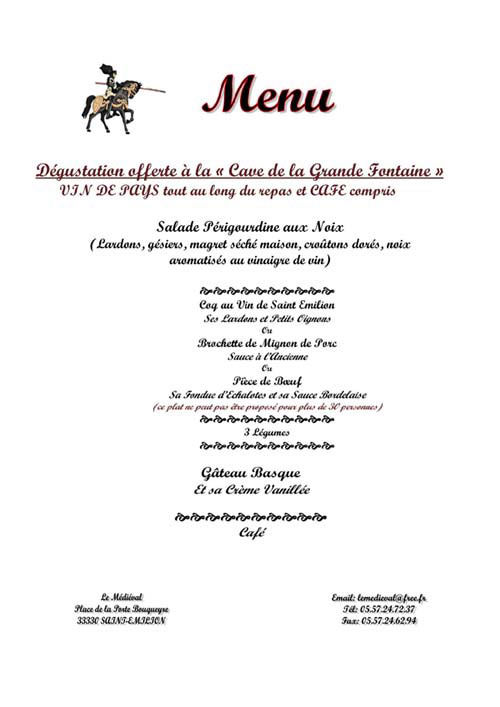 Menu
Dégustation offerte à la « Cave de la Grande Fontaine »
VIN DE PAYS tout au long du repas et CAFE compris
Salade Périgourdine aux Noix
(Lardons, gésiers, magret séché maison, croûtons dorés, noix
aromatisés au vinaigre de vin)
Coq au Vin de Saint Emilion
Ses Lardons et Petits Oignons
Ou
Brochette de Mignon de Porc
Sauce à l'Ancienne
Ou
Pièce de Bœuf
Sa Fondue d'Echalotes et sa Sauce Bordelaise
(ce plat ne peut pas être proposé pour plus de 30 personnes)
3 Légumes
Gâteau Basque
Et sa Crème Vanillée
Café
Le Médiéval
Place de la Porte Bouqueyre
33330 SAINT-EMILION
Email: lemedieval@free.fr
Tél: 05.57.24.72.37
Fax: 05.57.24.62.94